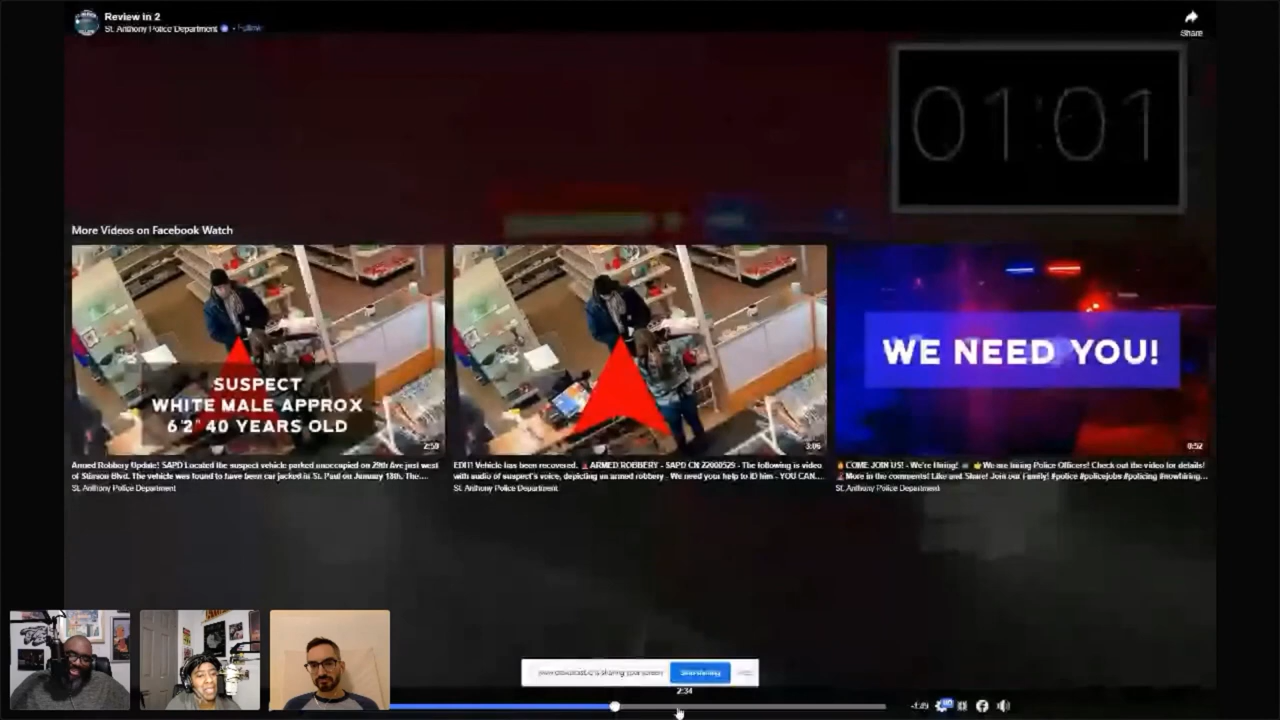 Review in 2
St. Anthony Police Department
Share
01:01
More Videos on Facebook Watch
SUSPECT
WHITE MALE APPROX
6'2" 40 YEARS OLD
2:59
3:06
WE NEED YOU!
0:52
Armed Robbery Update! SAPD Located the suspect vehicle parked unoccupied on 29th Ave just west
of Stinson Blvd. The vehicle was found to have been car jacked in St. Paul on January 13th. The...
St. Anthony Police Department
EDIT! Vehicle has been recovered. ARMED ROBBERY - SAPD CN 22000529 - The following is video
with audio of suspect's voice, depicting an armed robbery - We need your help to ID him - YOU CAN...
St. Anthony Police Department
COME JOIN US! - We're Hiring! We are hiring Police Officers! Check out the video for details!
More in the comments! Like and Share! Join our Family! #police #policejobs #policing #nowhiring...
St. Anthony Police Department
is sharing your screen
2:34